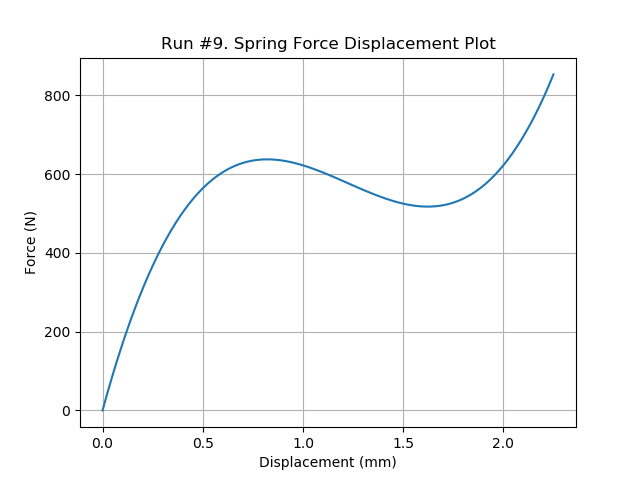 Run #9. Spring Force Displacement Plot
800
600
400
200
0
Force (N)
0.0 0.5 1.0 1.5 2.0
Displacement (mm)